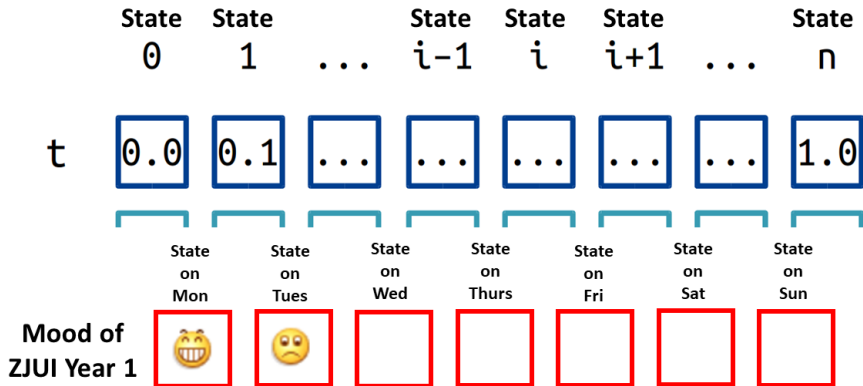 State State State State State State
0 1 ... i-1 i i+1 ... n
t 0.0 0.1 ... ... ... ... ... 1.0
State State State State State State State
on on on on on on on
Mon Tues Wed Thurs Fri Sat Sun
Mood of
ZJUI Year 1